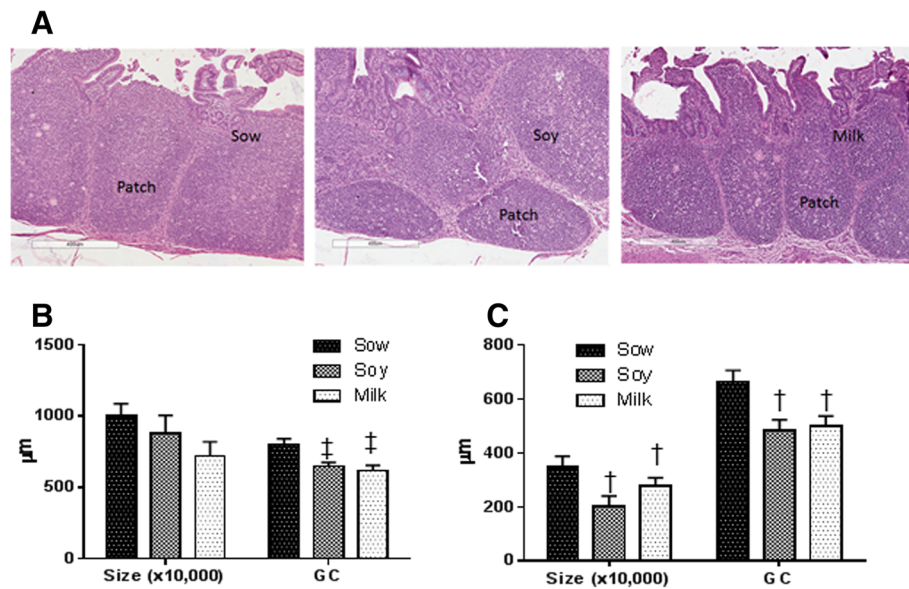 A
Sow
Patch
Soy
Patch
Milk
Patch
400μm
B
1500
1000
500
0
μm
Sow
Soy
Milk
‡
‡
Size (x10,000)
GC
C
800
600
400
200
0
μm
Sow
Soy
Milk
†
†
†
†
Size (x10,000)
GC